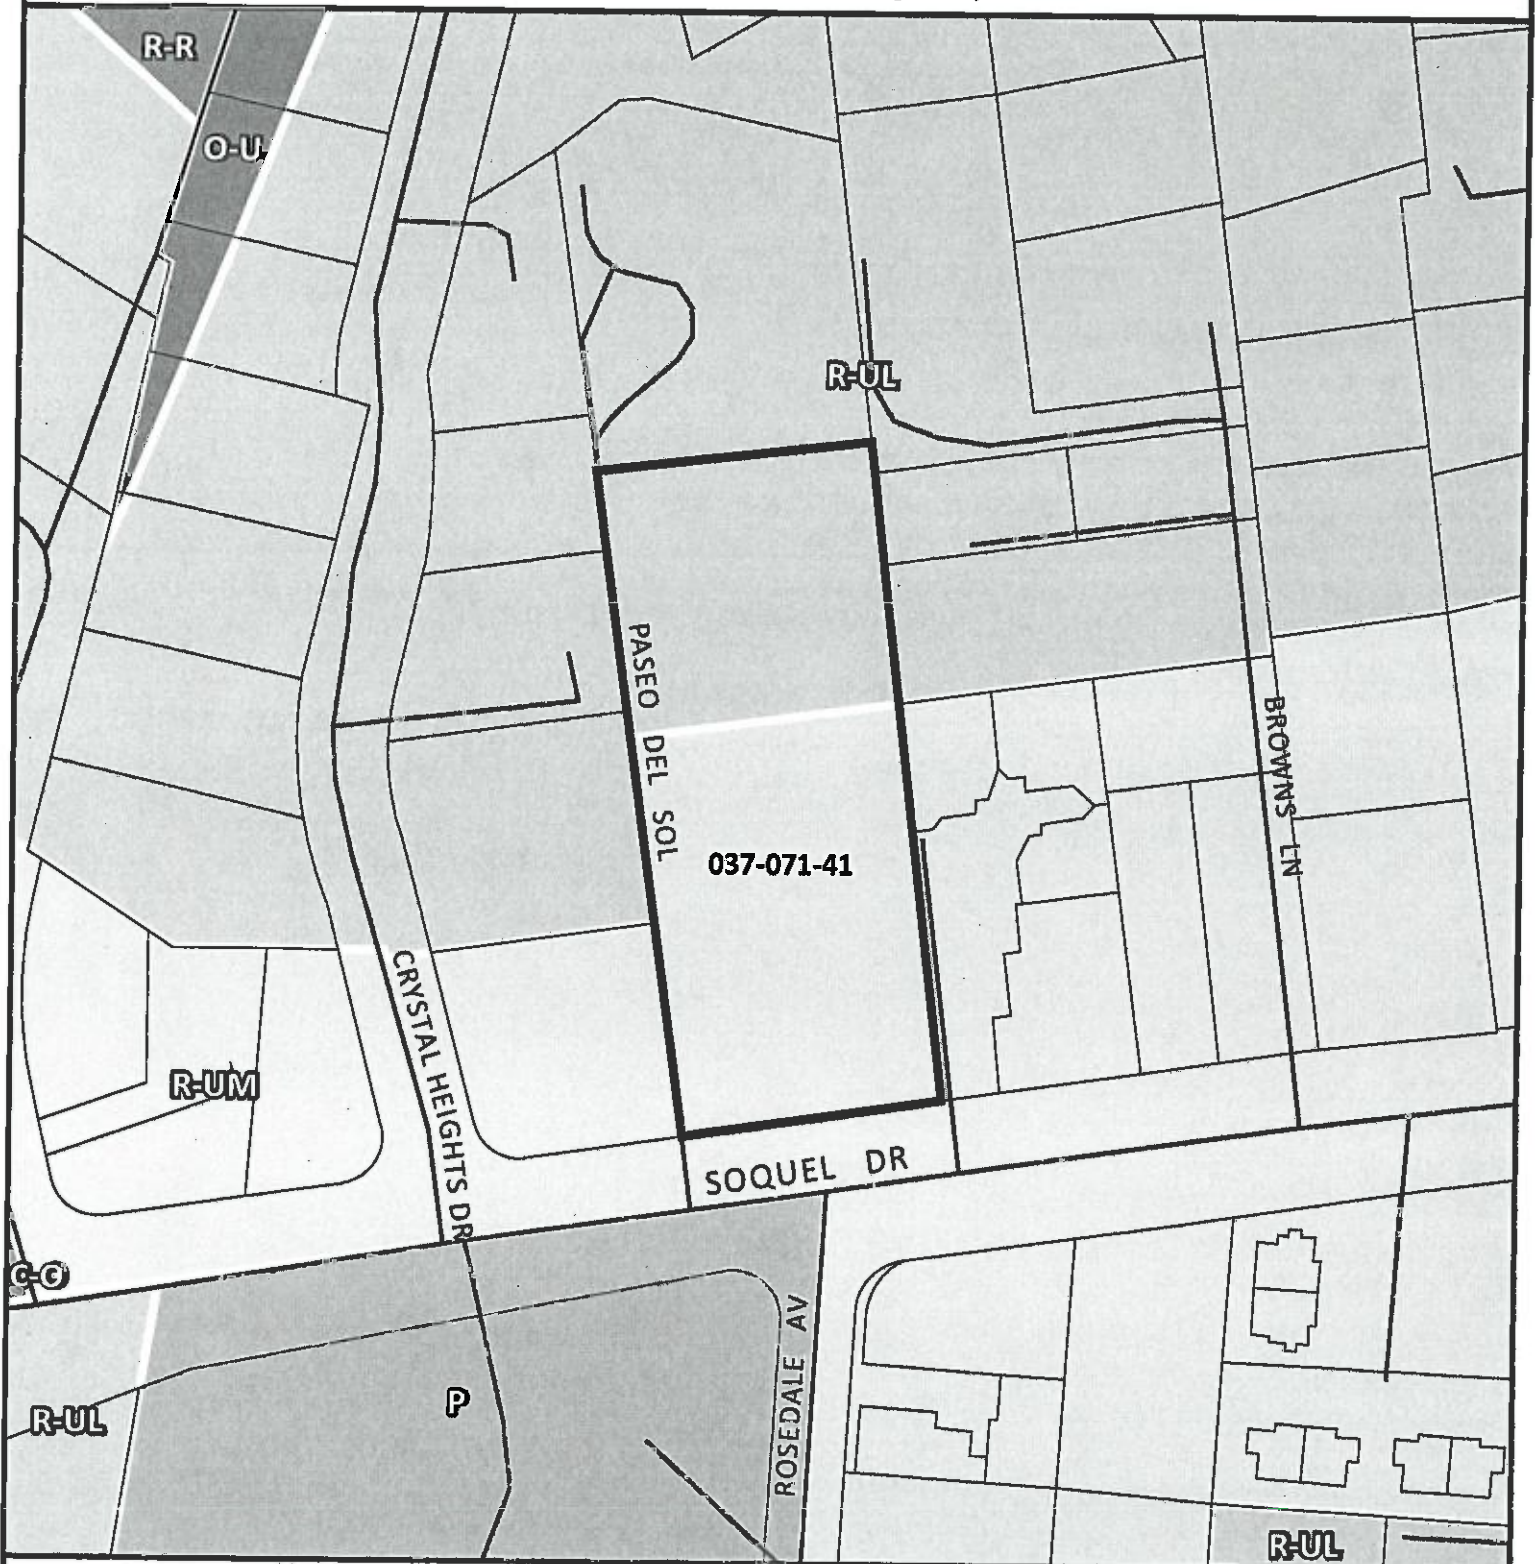 R-R
O-U
R-UL
PASEO DEL SOL
BROWNS LN
037-071-41
CRYSTAL HEIGHTS DR
R-UM
SOQUEL DR
C-O
ROSEDALE AV
P
R-UL
R-UL